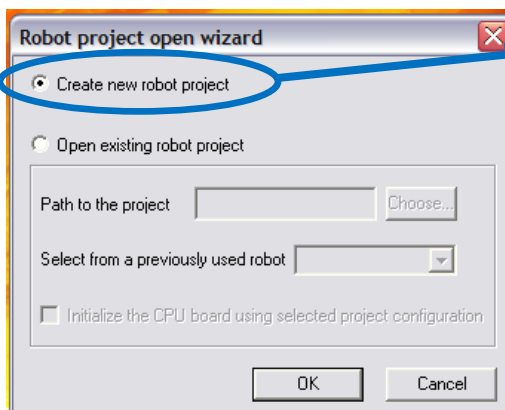 Robot project open wizard
Create new robot project
Open existing robot project
Path to the project Choose...
Select from a previously used robot
Initialize the CPU board using selected project configuration
OK Cancel